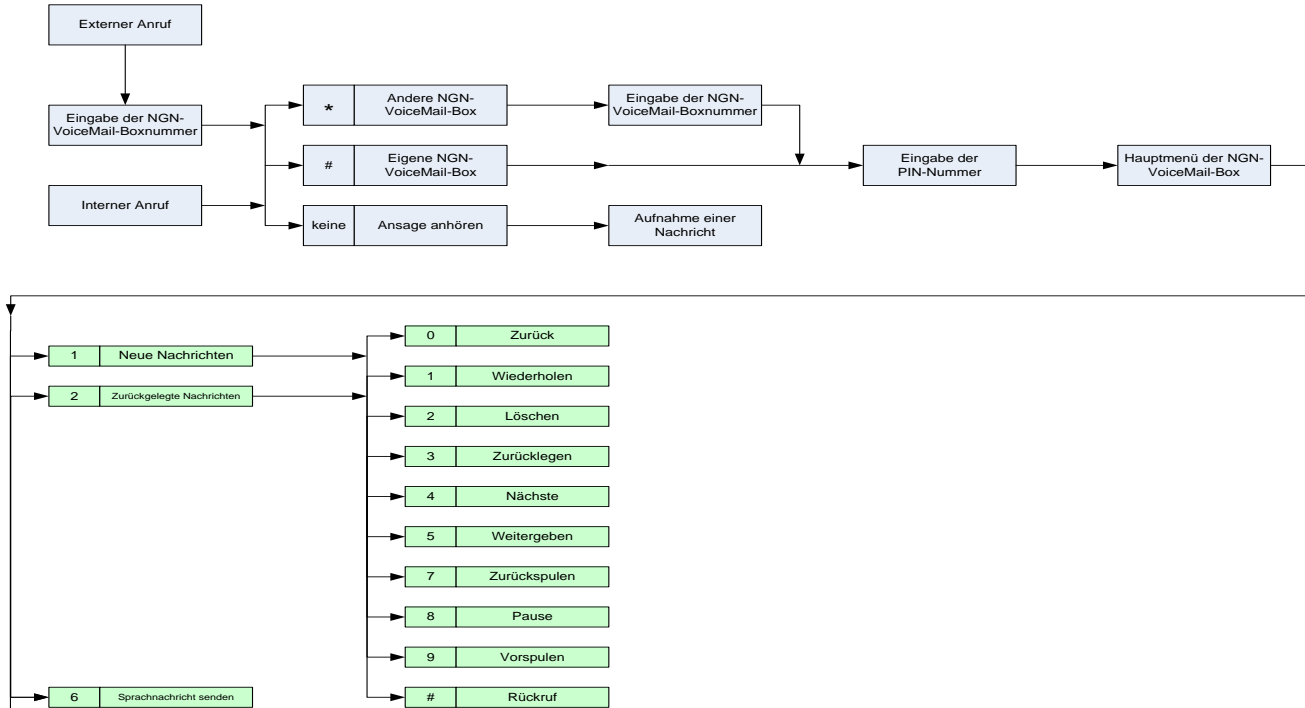 Externer Anruf
Eingabe der NGN-
VoiceMail-Boxnummer
Interner Anruf
*
Andere NGN-
VoiceMail-Box
Eingabe der NGN-
VoiceMail-Boxnummer
#
Eigene NGN-
VoiceMail-Box
Eingabe der
PIN-Nummer
Hauptmenü der NGN-
VoiceMail-Box
keine
Ansage anhören
Aufnahme einer
Nachricht
1 Neue Nachrichten
2 Zurückgelegte Nachrichten
6 Sprachnachricht senden
0 Zurück
1 Wiederholen
2 Löschen
3 Zurücklegen
4 Nächste
5 Weitergeben
7 Zurückspulen
8 Pause
9 Vorspulen
# Rückruf